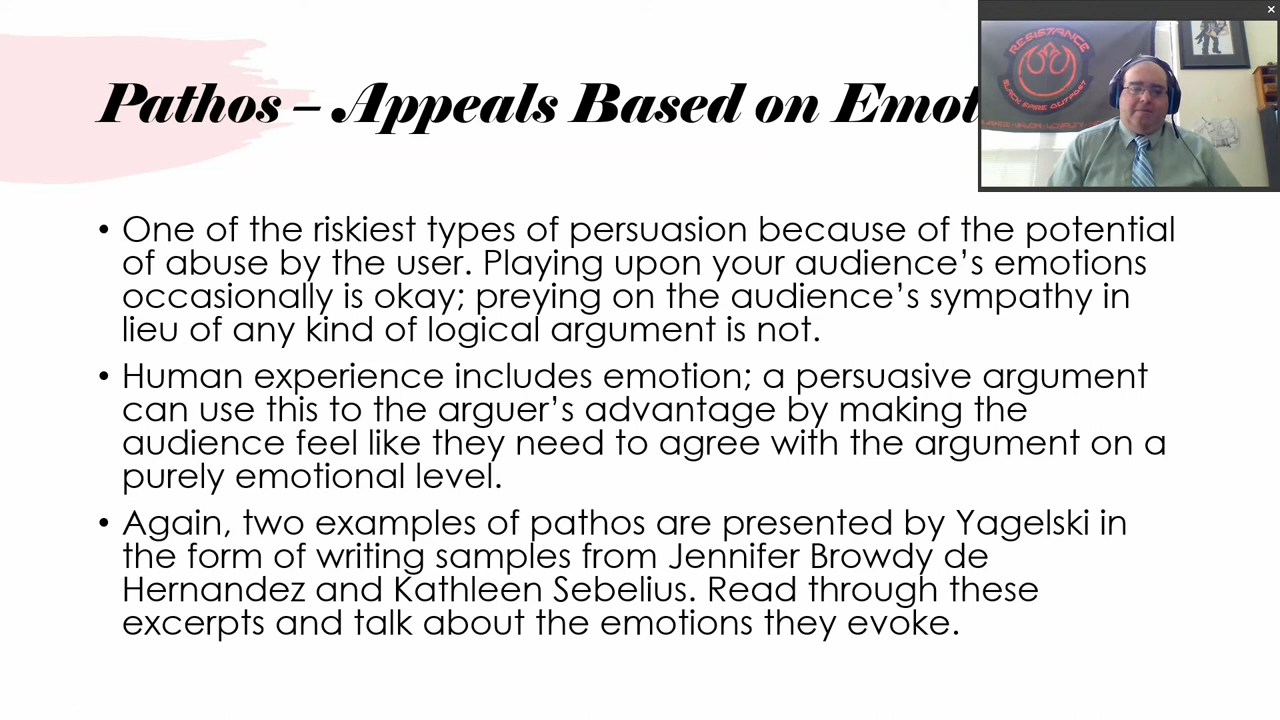 Pathos – Appeals Based on Emot
RESISTANCE
BLACK SPIRE OUTPOST
• One of the riskiest types of persuasion because of the potential
of abuse by the user. Playing upon your audience’s emotions
occasionally is okay; preying on the audience’s sympathy in
lieu of any kind of logical argument is not.
• Human experience includes emotion; a persuasive argument
can use this to the arguer’s advantage by making the
audience feel like they need to agree with the argument on a
purely emotional level.
• Again, two examples of pathos are presented by Yagelski in
the form of writing samples from Jennifer Browdy de
Hernandez and Kathleen Sebelius. Read through these
excerpts and talk about the emotions they evoke.